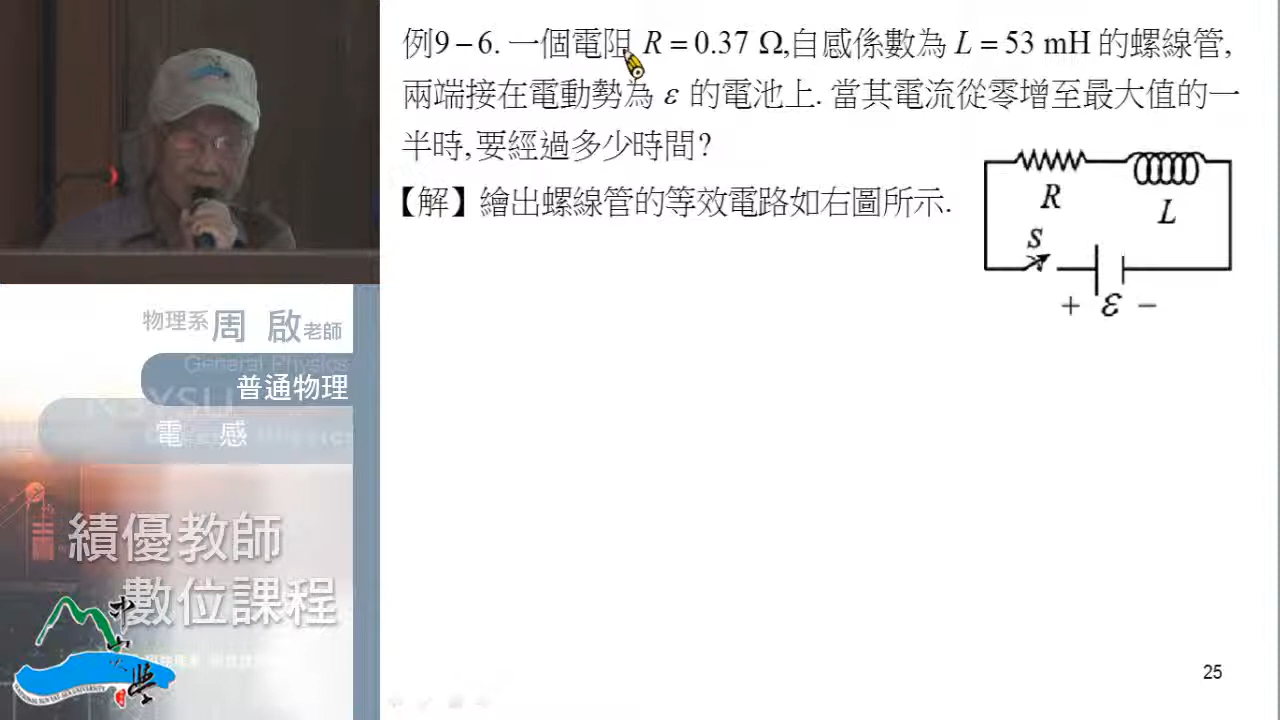 例9－6. 一個電阻 R = 0.37 Ω,自感係數為 L = 53 mH 的螺線管,
兩端接在電動勢為 ε 的電池上. 當其電流從零增至最大值的一
半時,要經過多少時間?
【解】繪出螺線管的等效電路如右圖所示.
R
L
S
+ ε −
物理系 周 啟 老師
General Physics
普通物理
電 感
績優教師
數位課程
25